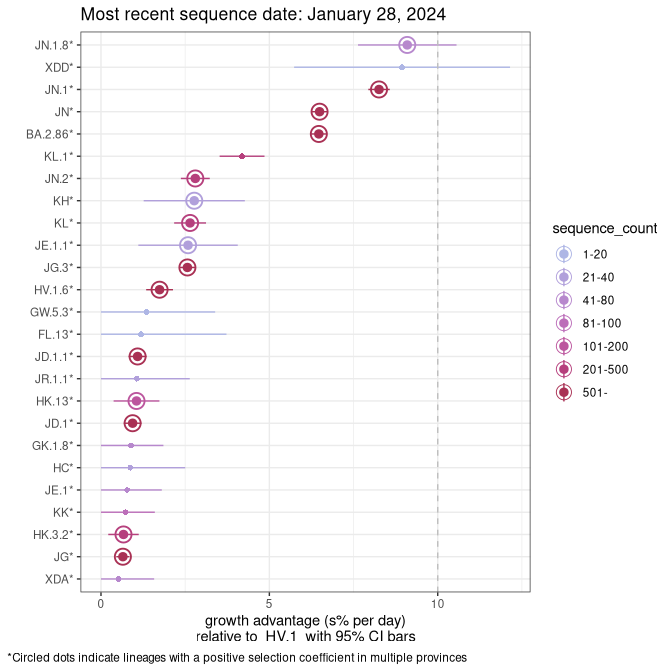 Most recent sequence date: January 28, 2024
JN.1.8*
XDD*
JN.1*
JN*
BA.2.86*
KL.1*
JN.2*
KH*
KL*
JE.1.1*
JG.3*
HV.1.6*
GW.5.3*
FL.13*
JD.1.1*
JR.1.1*
HK.13*
JD.1*
GK.1.8*
HC*
JE.1*
KK*
HK.3.2*
JG*
XDA*
0 5 10
growth advantage (s% per day)
relative to HV.1 with 95% CI bars
sequence_count
1-20
21-40
41-80
81-100
101-200
201-500
501-
*Circled dots indicate lineages with a positive selection coefficient in multiple provinces